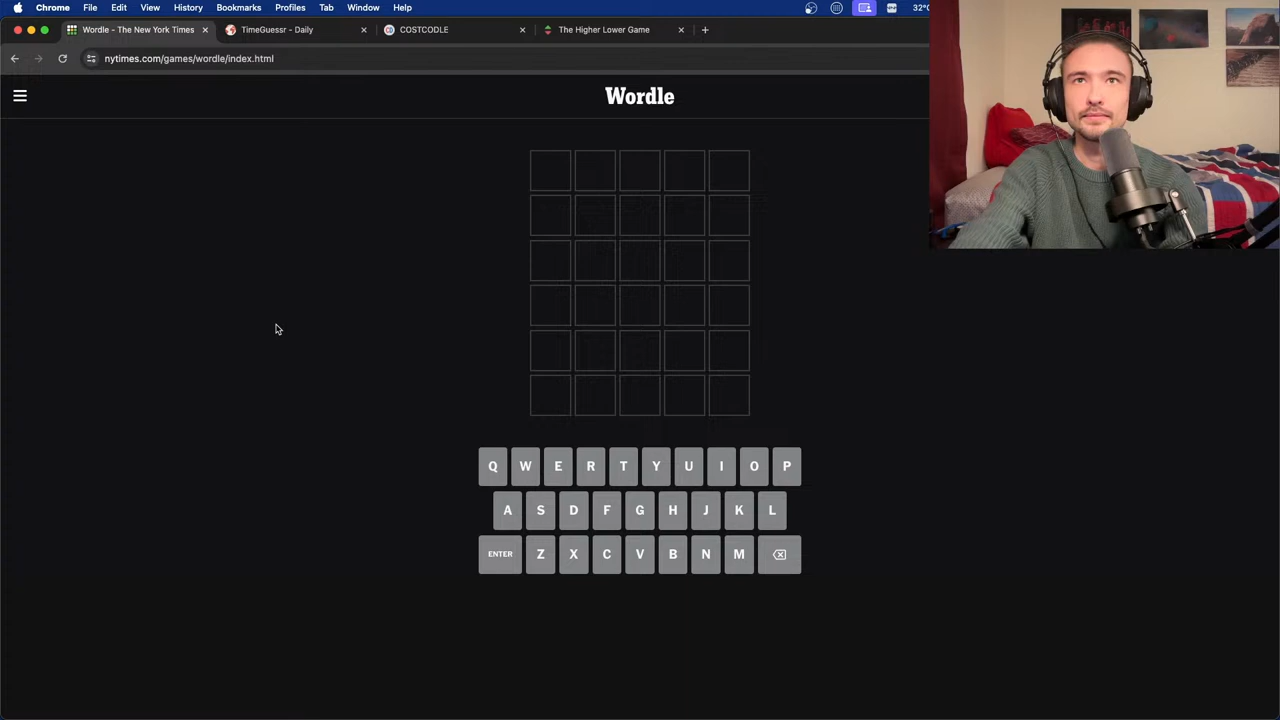 Chrome File Edit View History Bookmarks Profiles Tab Window Help 32°
Wordle - The New York Times
TimeGuessr - Daily
COSTCODLE
The Higher Lower Game
nytimes.com/games/wordle/index.html
Wordle
Q W E R T Y U I O P
A S D F G H J K L
ENTER Z X C V B N M